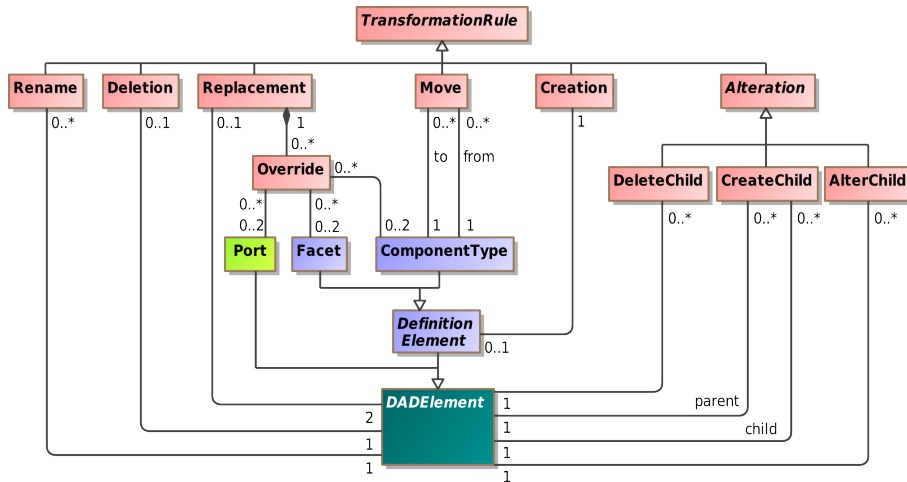 TransformationRule
Rename
Deletion
Replacement
Move
Creation
Alteration
0..*
0..1
0..1
1
0..*
0..*
0..*
1
to
from
Override
0..*
DeleteChild
CreateChild
AlterChild
0..*
0..*
0..2
0..2
0..2
1
1
0..*
0..*
0..*
0..*
Port
Facet
ComponentType
Definition
Element
0..1
DADElement
2
1
1
1
parent
1
child
1
1